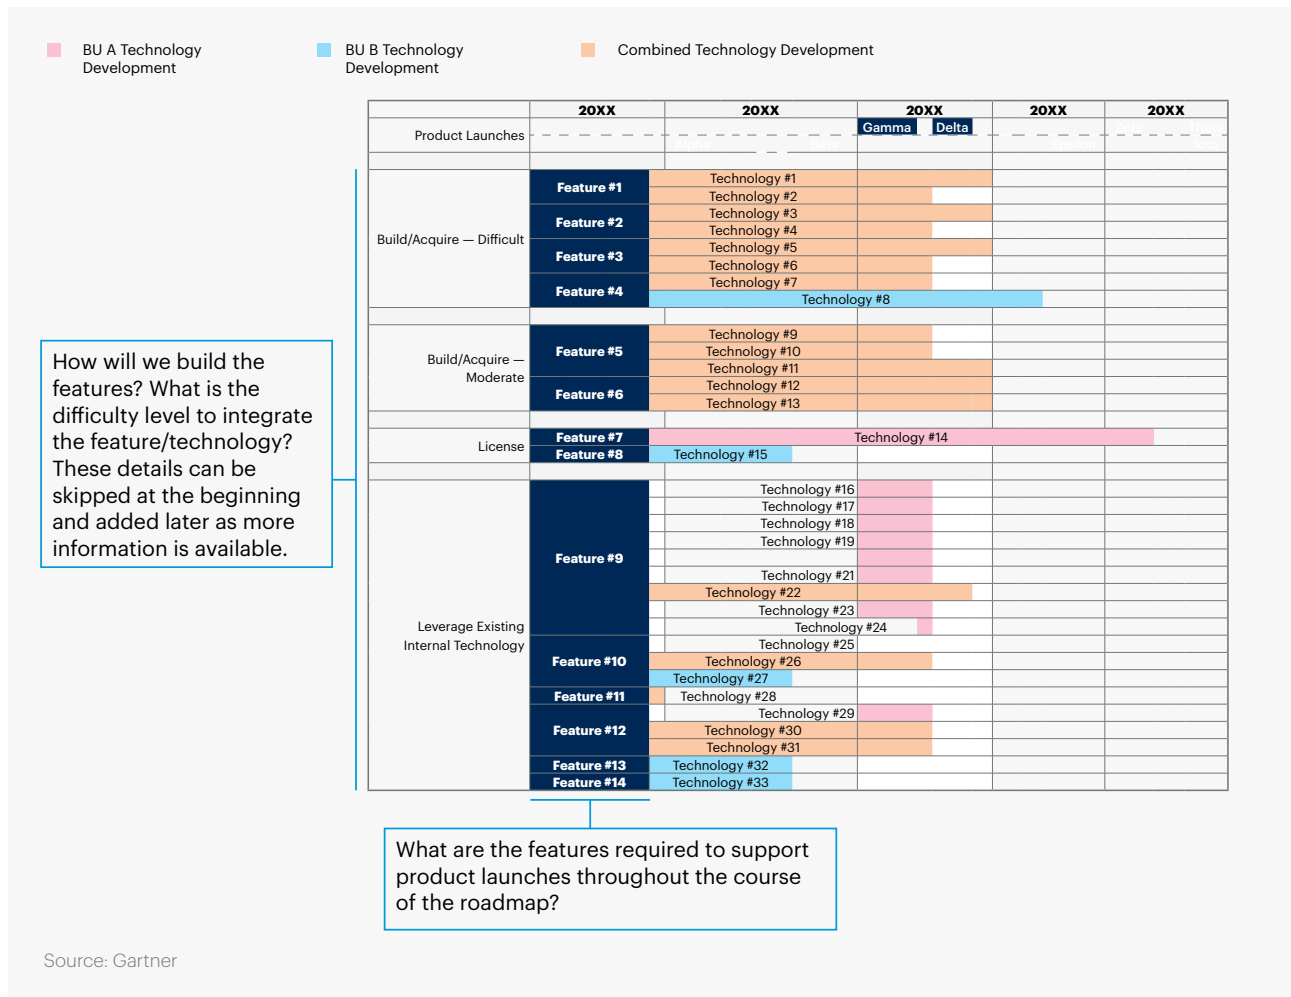 BU A Technology
Development
BU B Technology
Development
Combined Technology Development
20XX 20XX 20XX 20XX 20XX
Product Launches
Gamma Delta
Alpha Beta Epsilon Iota
Build/Acquire — Difficult
Feature #1
Technology #1
Technology #2
Feature #2
Technology #3
Technology #4
Feature #3
Technology #5
Technology #6
Feature #4
Technology #7
Technology #8
Build/Acquire —
Moderate
Feature #5
Technology #9
Technology #10
Technology #11
Feature #6
Technology #12
Technology #13
License
Feature #7
Technology #14
Feature #8
Technology #15
Leverage Existing
Internal Technology
Feature #9
Technology #16
Technology #17
Technology #18
Technology #19
Technology #21
Technology #22
Technology #23
Technology #24
Feature #10
Technology #25
Technology #26
Technology #27
Feature #11
Technology #28
Feature #12
Technology #29
Technology #30
Technology #31
Feature #13
Technology #32
Feature #14
Technology #33
How will we build the
features? What is the
difficulty level to integrate
the feature/technology?
These details can be
skipped at the beginning
and added later as more
information is available.
What are the features required to support
product launches throughout the course
of the roadmap?
Source: Gartner